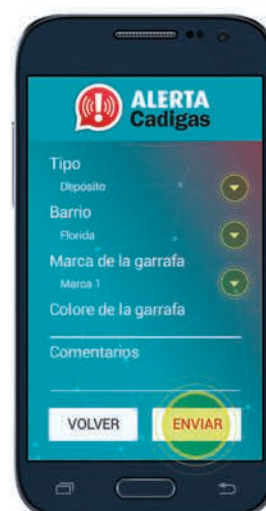 ALERTA
Cadigas
Tipo
Depósito
Barrio
Florida
Marca de la garrafa
Marca 1
Colore de la garrafa
Comentarios
VOLVER
ENVIAR